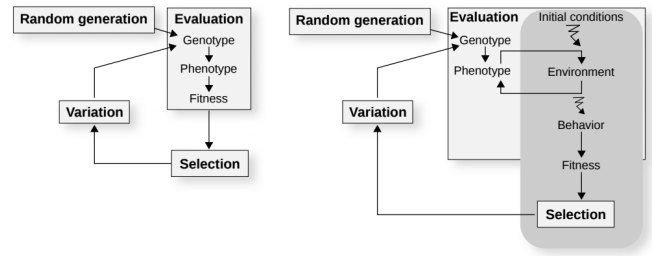 Random generation
Evaluation
Genotype
Phenotype
Fitness
Variation
Selection
Random generation
Evaluation
Initial conditions
Genotype
Phenotype
Environment
Variation
Behavior
Fitness
Selection